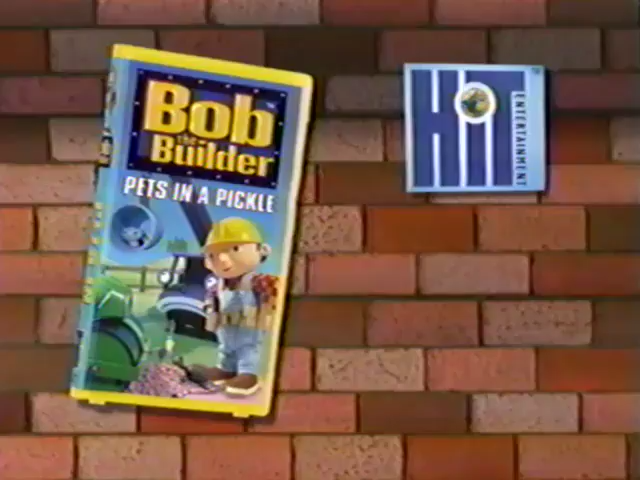 Bob
the
Builder
PETS IN A PICKLE
HIT
ENTERTAINMENT